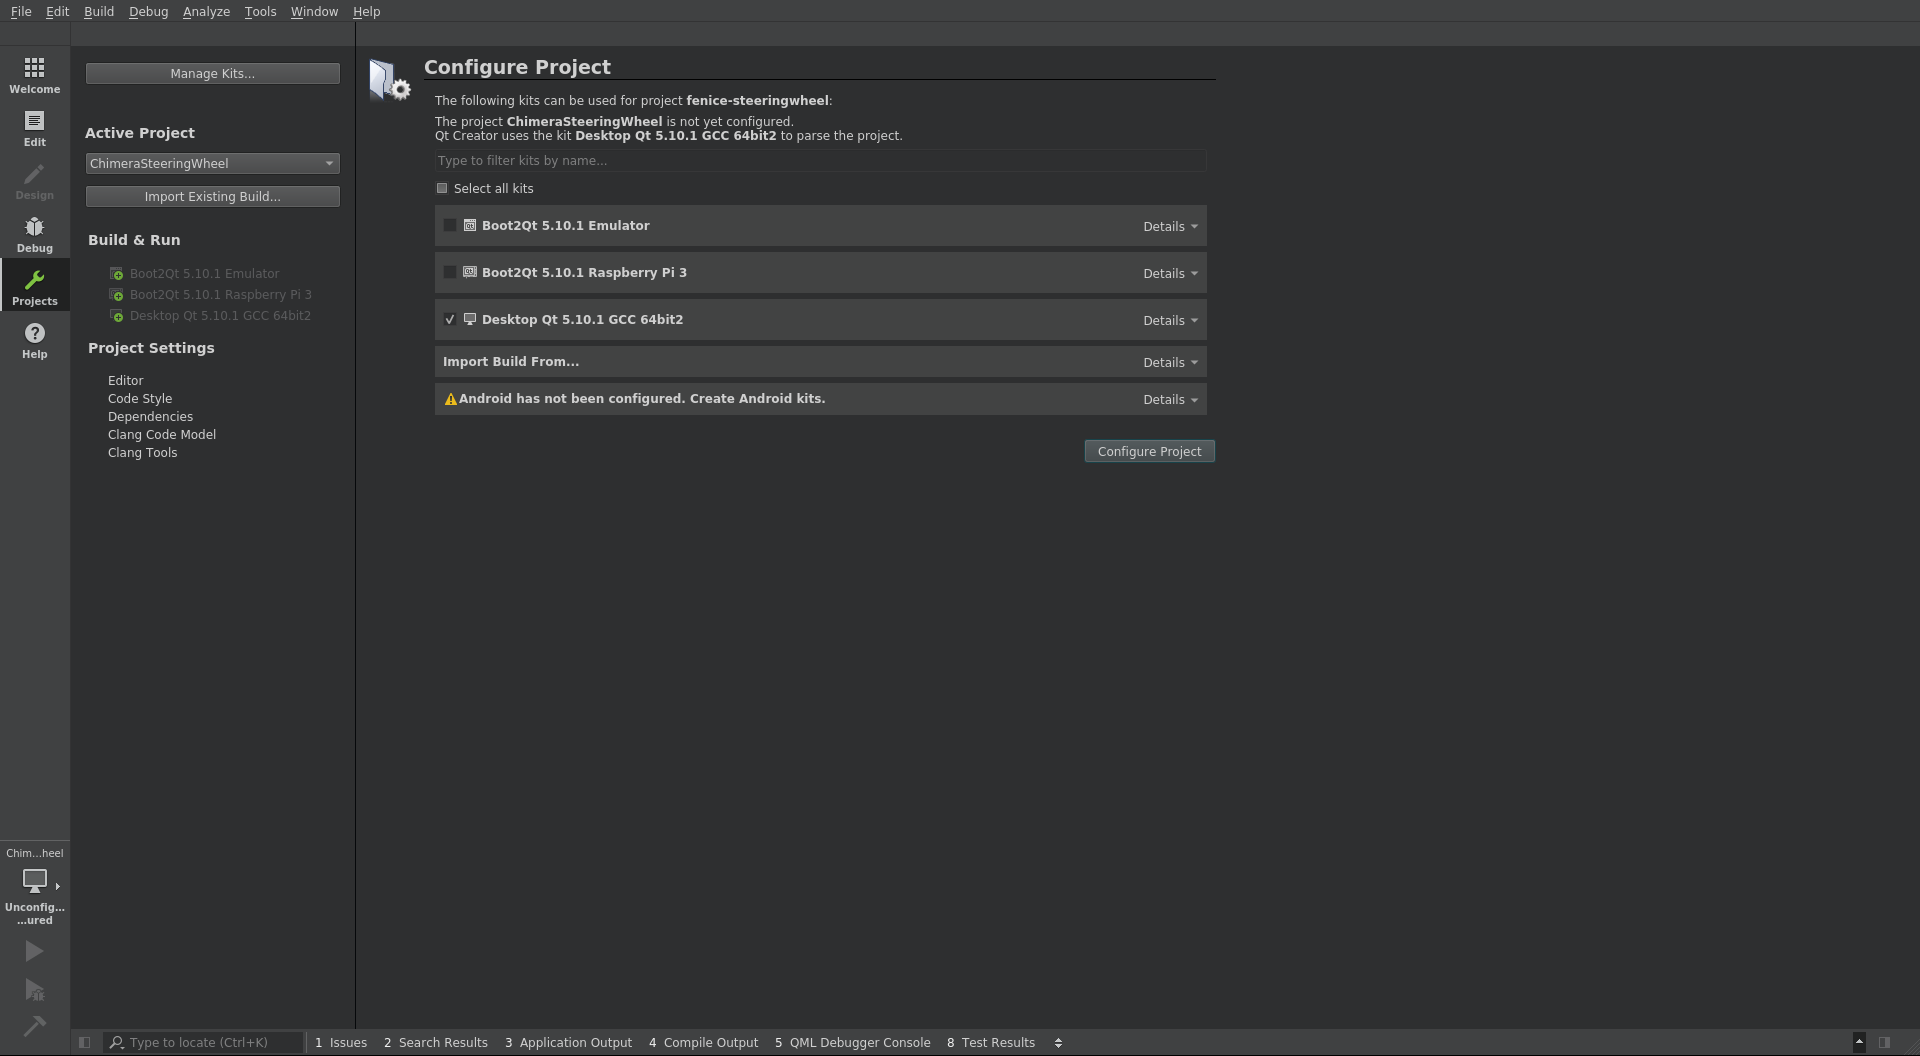 File Edit Build Debug Analyze Tools Window Help
Welcome
Edit
Design
Debug
Projects
Help
Manage Kits...
Active Project
ChimeraSteeringWheel
Import Existing Build...
Build & Run
Boot2Qt 5.10.1 Emulator
Boot2Qt 5.10.1 Raspberry Pi 3
Desktop Qt 5.10.1 GCC 64bit2
Project Settings
Editor
Code Style
Dependencies
Clang Code Model
Clang Tools
Configure Project
The following kits can be used for project fenice-steeringwheel:
The project ChimeraSteeringWheel is not yet configured.
Qt Creator uses the kit Desktop Qt 5.10.1 GCC 64bit2 to parse the project.
Type to filter kits by name...
Select all kits
Boot2Qt 5.10.1 Emulator Details
Boot2Qt 5.10.1 Raspberry Pi 3 Details
Desktop Qt 5.10.1 GCC 64bit2 Details
Import Build From... Details
Android has not been configured. Create Android kits. Details
Configure Project
Chim...heel
Unconfig...
...ured
Type to locate (Ctrl+K) 1 Issues 2 Search Results 3 Application Output 4 Compile Output 5 QML Debugger Console 8 Test Results